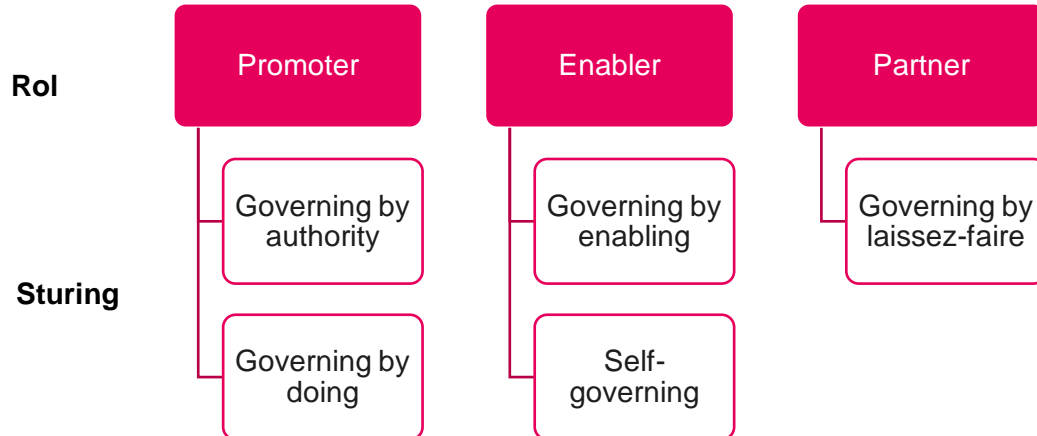 Rol
Promoter
Enabler
Partner
Sturing
Governing by
authority
Governing by
enabling
Governing by
laissez-faire
Governing by
doing
Self-
governing